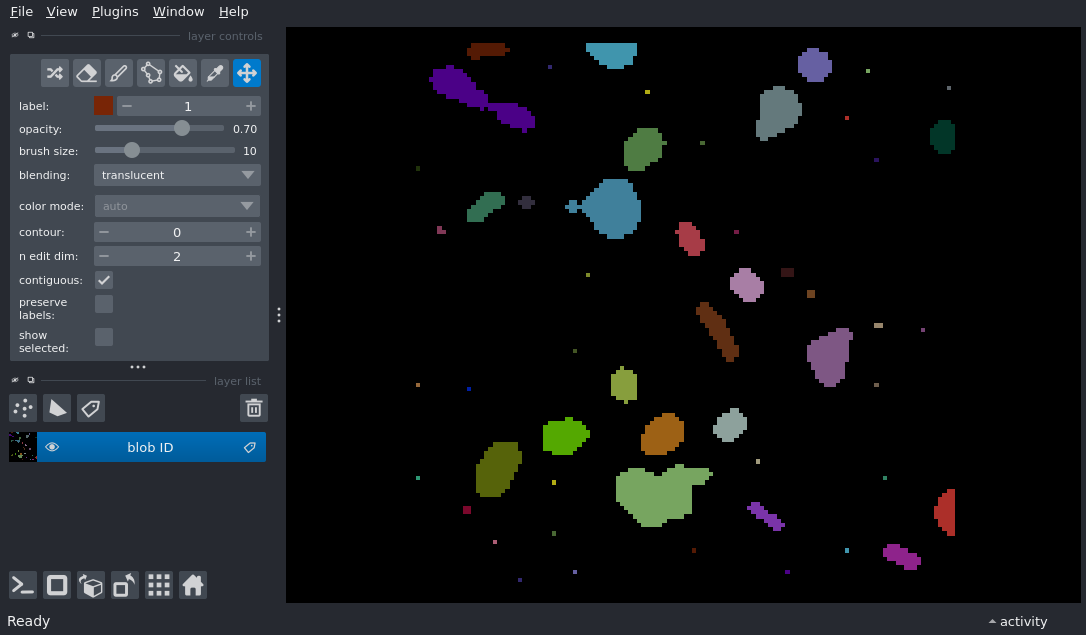 File View Plugins Window Help
layer controls
label: 1
opacity: 0.70
brush size: 10
blending: translucent
color mode: auto
contour: 0
n edit dim: 2
contiguous:
preserve
labels:
show
selected:
layer list
blob ID
Ready
activity